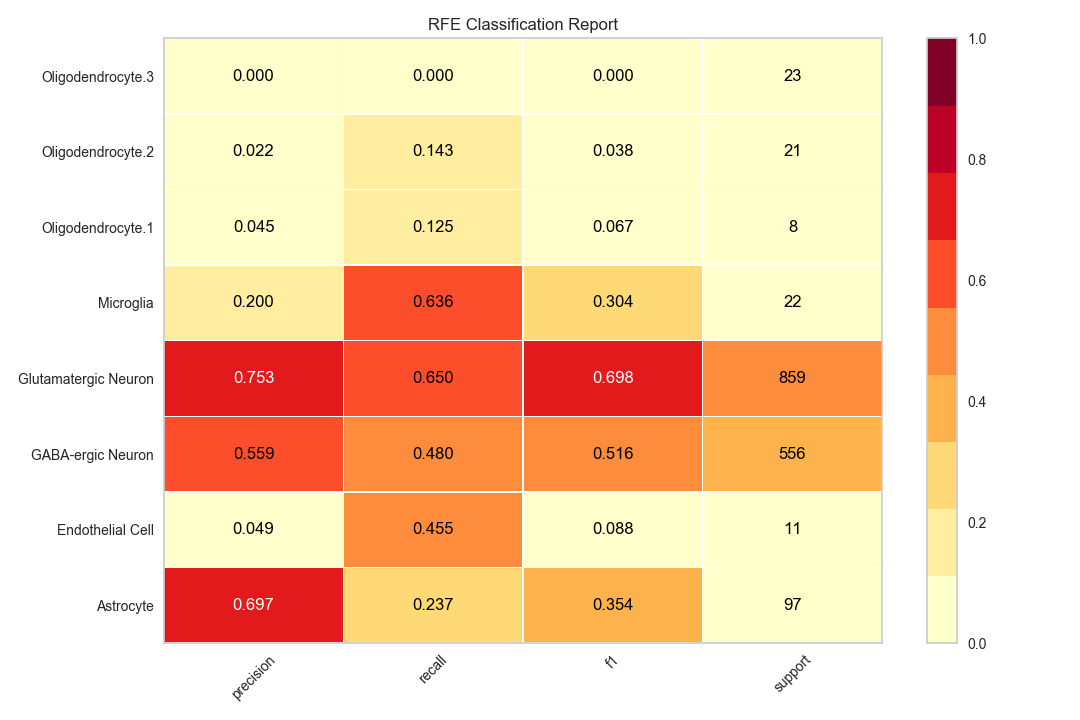 RFE Classification Report
Oligodendrocyte.3 0.000 0.000 0.000 23
Oligodendrocyte.2 0.022 0.143 0.038 21
Oligodendrocyte.1 0.045 0.125 0.067 8
Microglia 0.200 0.636 0.304 22
Glutamatergic Neuron 0.753 0.650 0.698 859
GABA-ergic Neuron 0.559 0.480 0.516 556
Endothelial Cell 0.049 0.455 0.088 11
Astrocyte 0.697 0.237 0.354 97
precision recall f1 support
1.0
0.8
0.6
0.4
0.2
0.0